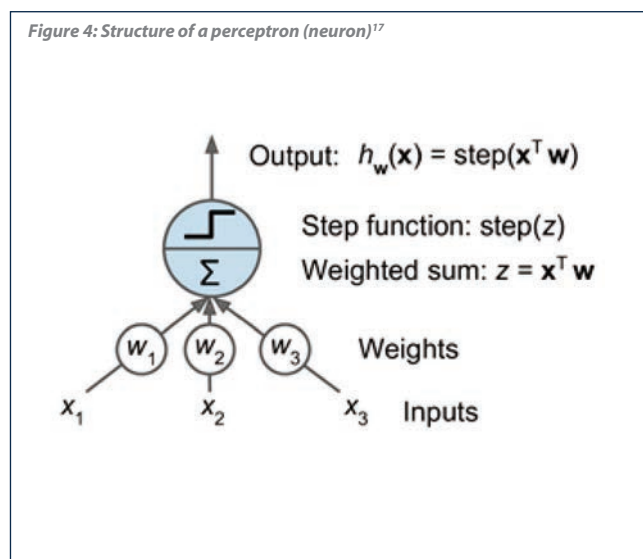 Figure 4: Structure of a perceptron (neuron)¹⁷
Output: h_w(x) = step(xᵀ w)
Step function: step(z)
Σ
Weighted sum: z = xᵀ w
w₁ w₂ w₃ Weights
x₁ x₂ x₃ Inputs